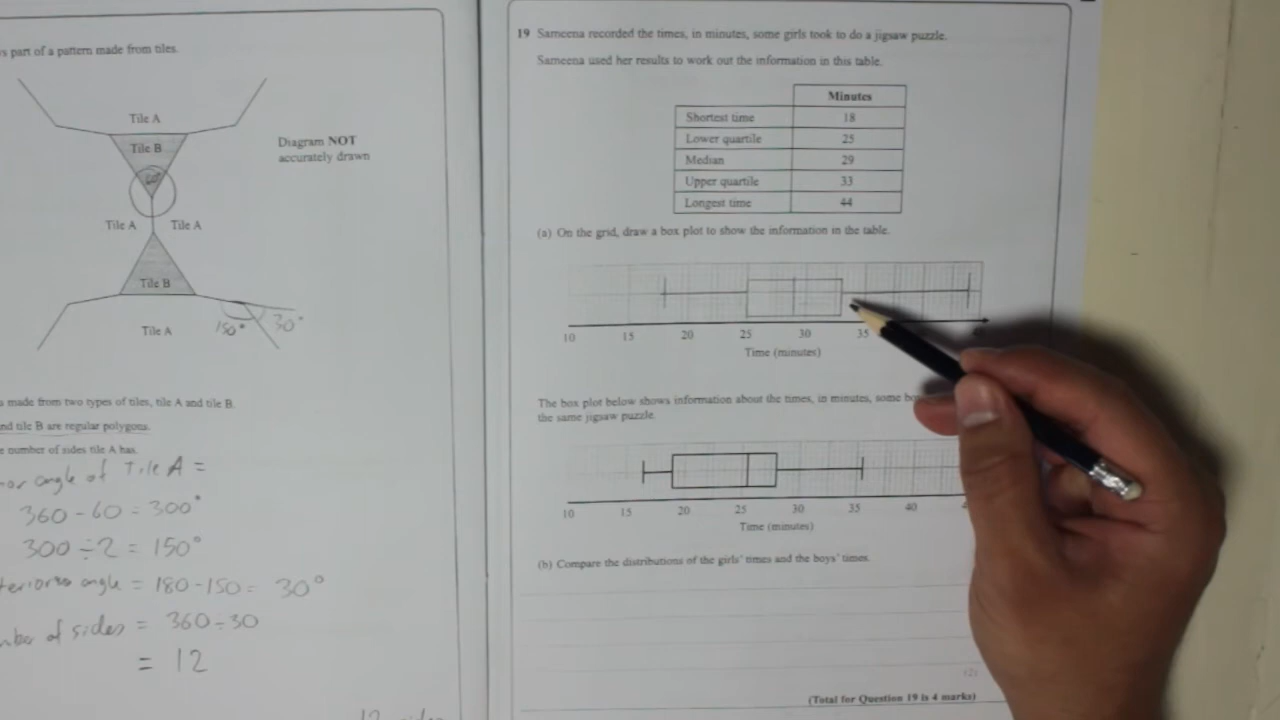 s part of a pattern made from tiles.
Tile A
Tile B
Diagram NOT
accurately drawn
Tile A Tile A
Tile B
Tile A
150° 30°
made from two types of tiles, tile A and tile B.
nd tile B are regular polygons.
number of sides tile A has.
angle of Tile A =
360 - 60 = 300°
300 ÷ 2 = 150°
angle = 180 - 150 = 30°
of sides = 360 ÷ 30
= 12
19 Sameena recorded the times, in minutes, some girls took to do a jigsaw puzzle.
Sameena used her results to work out the information in this table.
Minutes
Shortest time 18
Lower quartile 25
Median 29
Upper quartile 33
Longest time 44
(a) On the grid, draw a box plot to show the information in the table.
10 15 20 25 30 35
Time (minutes)
The box plot below shows information about the times, in minutes, some
the same jigsaw puzzle.
10 15 20 25 30 35 40
Time (minutes)
(b) Compare the distributions of the girls' times and the boys' times.
(2)
(Total for Question 19 is 4 marks)